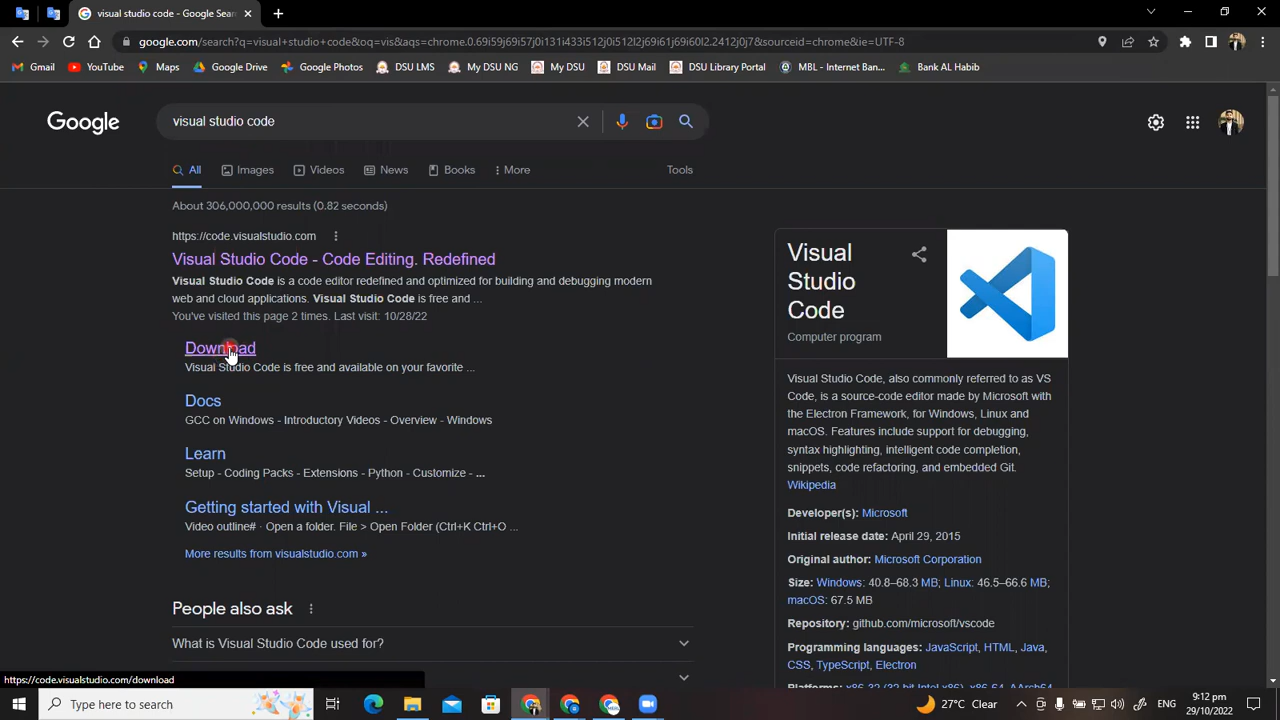 visual studio code - Google Sear
google.com/search?q=visual+studio+code&oq=vis&aqs=chrome.0.69i59j69i57j0i131i433i512j0i512l2j69i61j69i60l2.2412j0j7&sourceid=chrome&ie=UTF-8
Gmail YouTube Maps Google Drive Google Photos DSU LMS My DSU NG My DSU DSU Mail DSU Library Portal MBL - Internet Ban... Bank AL Habib
Google visual studio code
All Images Videos News Books More Tools
About 306,000,000 results (0.82 seconds)
https://code.visualstudio.com
Visual Studio Code - Code Editing. Redefined
Visual Studio Code is a code editor redefined and optimized for building and debugging modern
web and cloud applications. Visual Studio Code is free and ...
You've visited this page 2 times. Last visit: 10/28/22
Download
Visual Studio Code is free and available on your favorite ...
Docs
GCC on Windows - Introductory Videos - Overview - Windows
Learn
Setup - Coding Packs - Extensions - Python - Customize - ...
Getting started with Visual ...
Video outline# · Open a folder. File > Open Folder (Ctrl+K Ctrl+O ...
More results from visualstudio.com »
People also ask
What is Visual Studio Code used for?
Visual
Studio
Code
Computer program
Visual Studio Code, also commonly referred to as VS
Code, is a source-code editor made by Microsoft with
the Electron Framework, for Windows, Linux and
macOS. Features include support for debugging,
syntax highlighting, intelligent code completion,
snippets, code refactoring, and embedded Git.
Wikipedia
Developer(s): Microsoft
Initial release date: April 29, 2015
Original author: Microsoft Corporation
Size: Windows: 40.8–68.3 MB; Linux: 46.5–66.6 MB;
macOS: 67.5 MB
Repository: github.com/microsoft/vscode
Programming languages: JavaScript, HTML, Java,
CSS, TypeScript, Electron
Platforms: x86-32 (32 bit Intel x86), x86-64, AArch64
https://code.visualstudio.com/download
Type here to search
27°C Clear
ENG
9:12 pm
29/10/2022